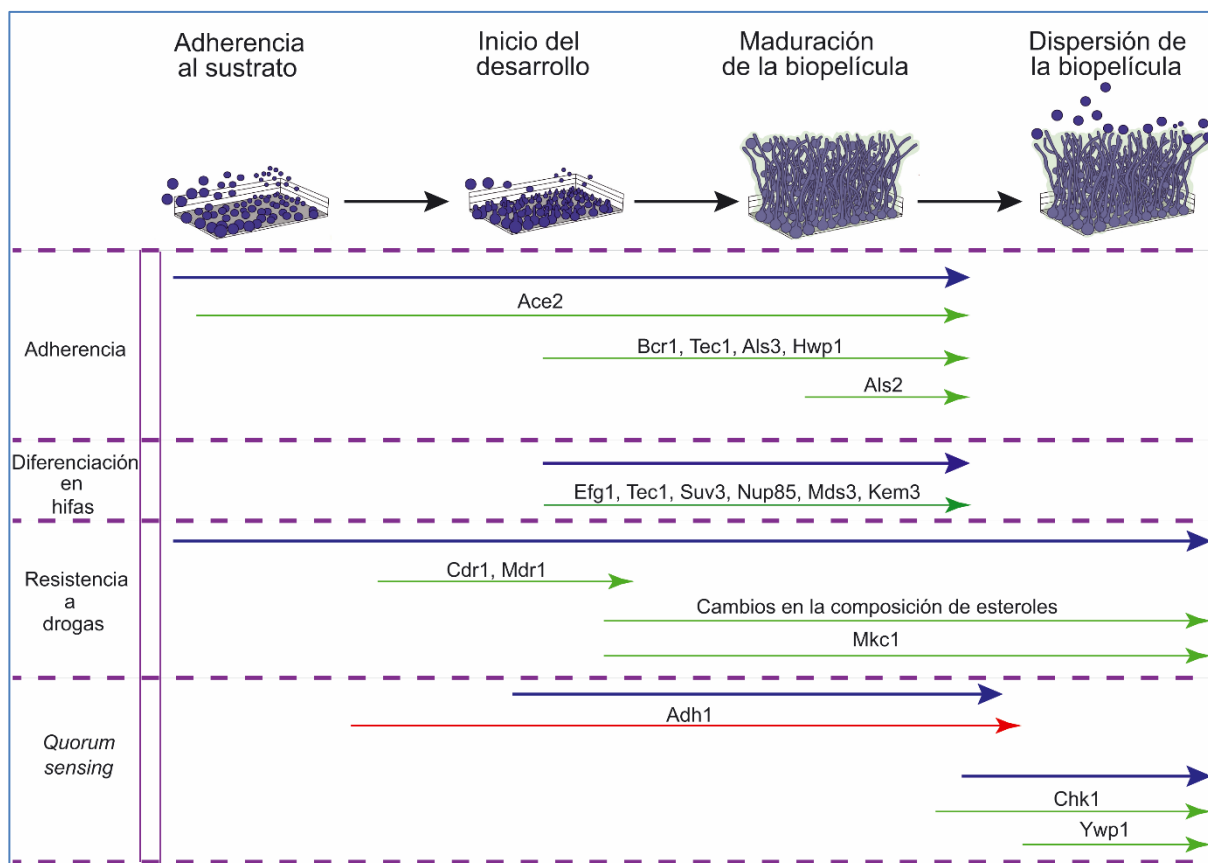 Adherencia
al sustrato
Inicio del
desarrollo
Maduración
de la biopelícula
Dispersión de
la biopelícula
Adherencia
Ace2
Bcr1, Tec1, Als3, Hwp1
Als2
Diferenciación
en
hifas
Efg1, Tec1, Suv3, Nup85, Mds3, Kem3
Resistencia
a
drogas
Cdr1, Mdr1
Cambios en la composición de esteroles
Mkc1
Quorum
sensing
Adh1
Chk1
Ywp1